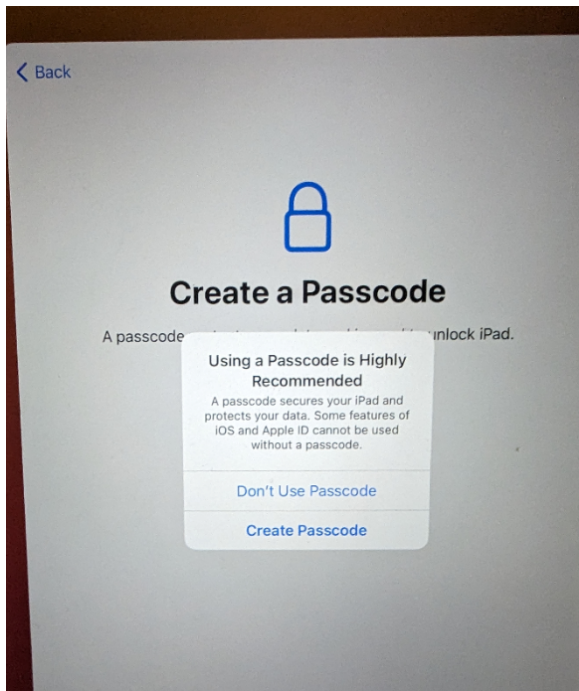 Back
Create a Passcode
A passcode unlock iPad.
Using a Passcode is Highly
Recommended
A passcode secures your iPad and
protects your data. Some features of
iOS and Apple ID cannot be used
without a passcode.
Don't Use Passcode
Create Passcode